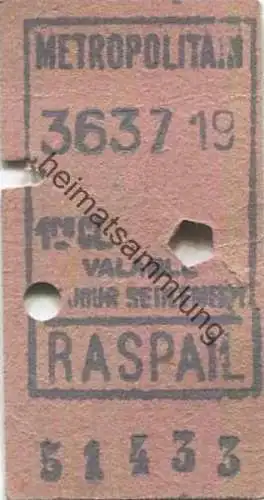 METROPOLITAIN
3637 19
VALABLE
JOUR SEULEMENT
RASPAIL
51433
heimatsammlung